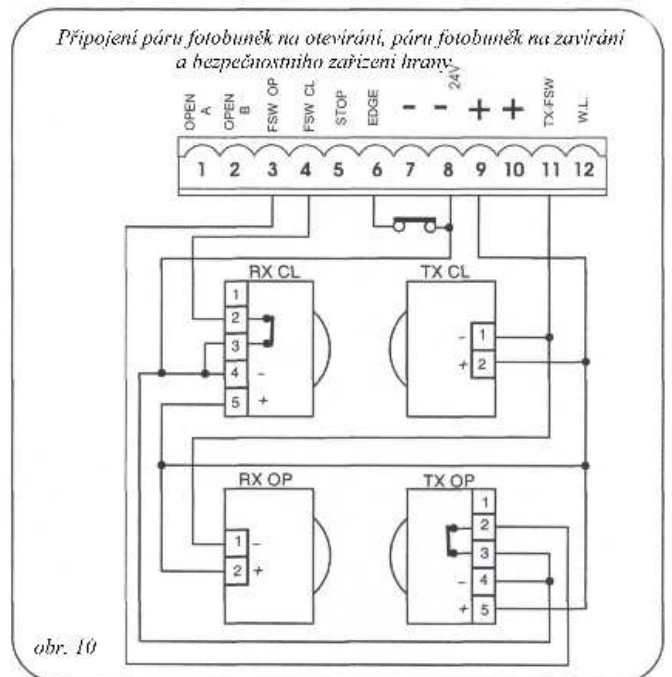 Připojení páru fotobuněk na otevírání, páru fotobuněk na zavírání
a bezpečnostního zařízení hrany.
OPEN A
OPEN B
FSW OP
FSW CL
STOP
EDGE
-
-
24V
+
+
TX-FSW
W.L.
1 2 3 4 5 6 7 8 9 10 11 12
RX CL
1
2
3
4 -
5 +
TX CL
- 1
+ 2
RX OP
1 -
2 +
TX OP
1
2
3
- 4
+ 5
obr. 10